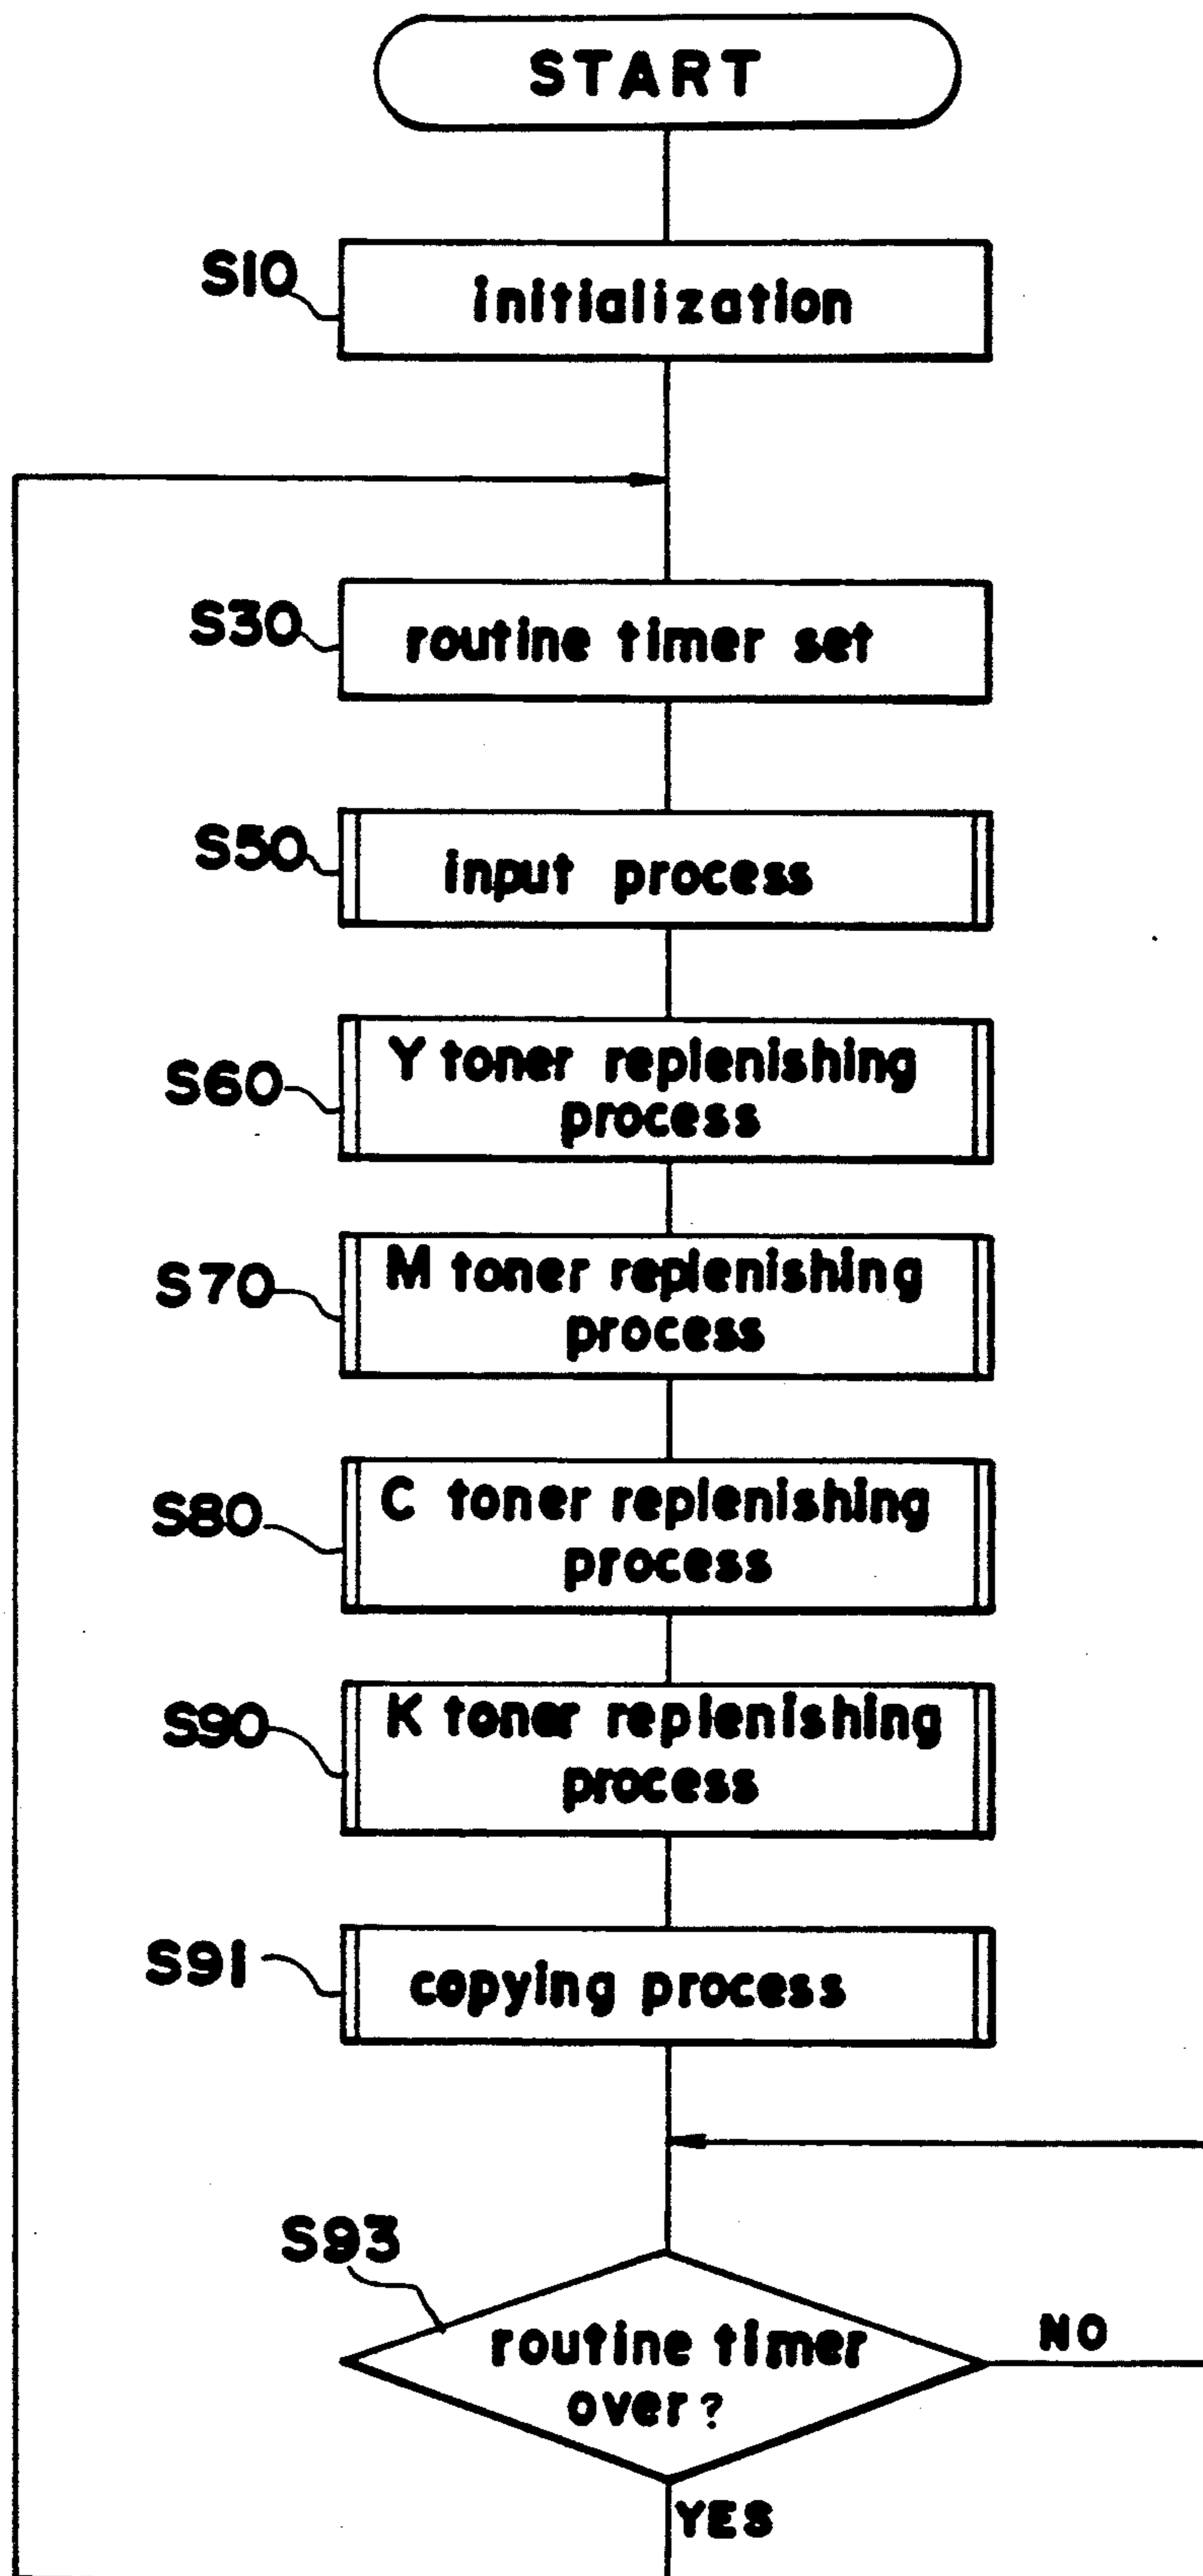 START
S10
initialization
S30
routine timer set
S50
input process
S60
Y toner replenishing
process
S70
M toner replenishing
process
S80
C toner replenishing
process
S90
K toner replenishing
process
S91
copying process
S93
routine timer
over?
NO
YES